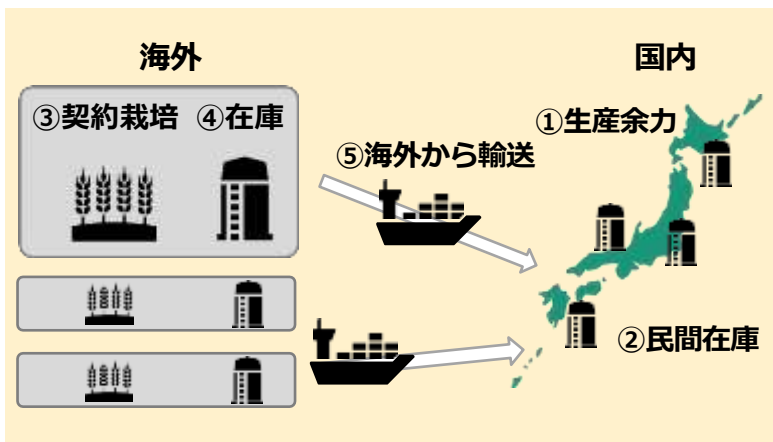 海外
国内
③契約栽培 ④在庫
①生産余力
⑤海外から輸送
②民間在庫